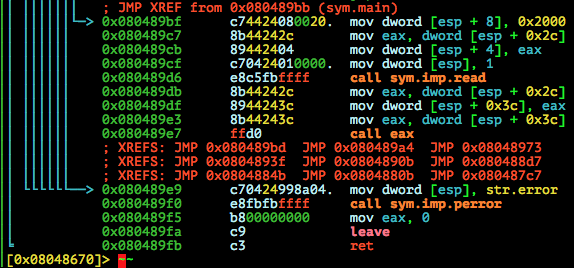 ; JMP XREF from 0x080489bb (sym.main)
0x080489bf c74424080020. mov dword [esp + 8], 0x2000
0x080489c7 8b44242c mov eax, dword [esp + 0x2c]
0x080489cb 89442404 mov dword [esp + 4], eax
0x080489cf c70424010000. mov dword [esp], 1
0x080489d6 e8c5fbffff call sym.imp.read
0x080489db 8b44242c mov eax, dword [esp + 0x2c]
0x080489df 8944243c mov dword [esp + 0x3c], eax
0x080489e3 8b44243c mov eax, dword [esp + 0x3c]
0x080489e7 ffd0 call eax
; XREFS: JMP 0x080489bd JMP 0x080489a4 JMP 0x08048973
; XREFS: JMP 0x0804893f JMP 0x0804890b JMP 0x080488d7
; XREFS: JMP 0x0804884b JMP 0x0804880b JMP 0x080487c7
0x080489e9 c70424998a04. mov dword [esp], str.error
0x080489f0 e8fbfbffff call sym.imp.perror
0x080489f5 b800000000 mov eax, 0
0x080489fa c9 leave
0x080489fb c3 ret
[0x08048670]> ~~